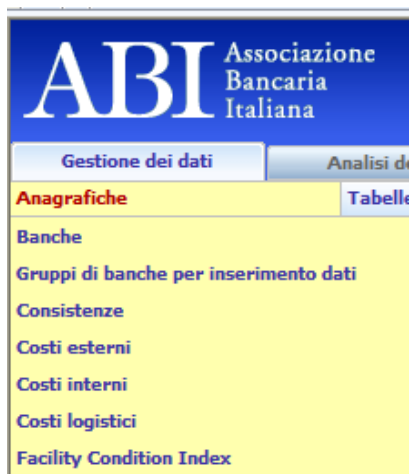 ABI Associazione
Bancaria
Italiana
Gestione dei dati
Analisi
Anagrafiche
Banche
Gruppi di banche per inserimento dati
Consistenze
Costi esterni
Costi interni
Costi logistici
Facility Condition Index